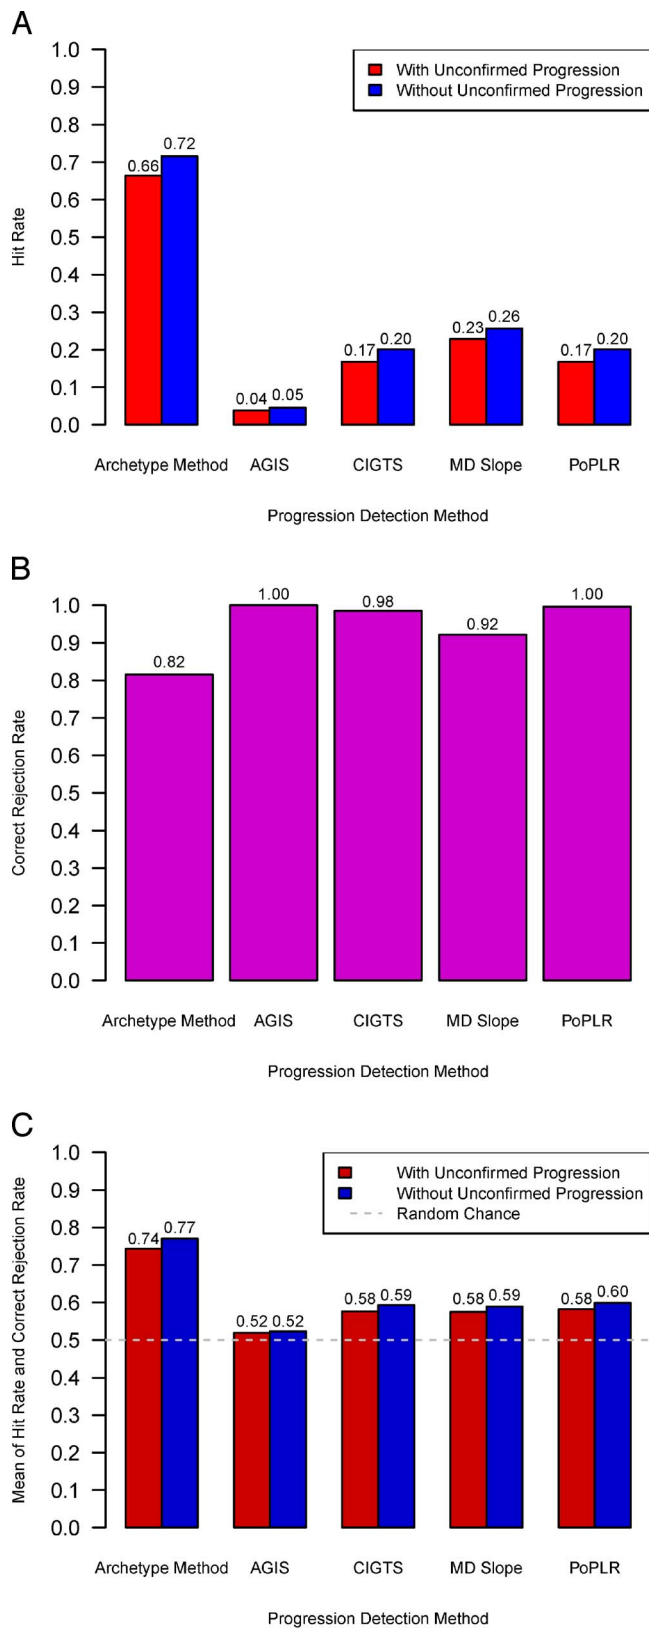 A
1.0
0.9
0.8
0.7
0.6
0.5
0.4
0.3
0.2
0.1
0.0
Hit Rate
With Unconfirmed Progression
Without Unconfirmed Progression
0.66 0.72
0.04 0.05
0.17 0.20
0.23 0.26
0.17 0.20
Archetype Method AGIS CIGTS MD Slope PoPLR
Progression Detection Method
B
1.0
0.9
0.8
0.7
0.6
0.5
0.4
0.3
0.2
0.1
0.0
Correct Rejection Rate
0.82 1.00 0.98 0.92 1.00
Archetype Method AGIS CIGTS MD Slope PoPLR
Progression Detection Method
C
1.0
0.9
0.8
0.7
0.6
0.5
0.4
0.3
0.2
0.1
0.0
Mean of Hit Rate and Correct Rejection Rate
With Unconfirmed Progression
Without Unconfirmed Progression
Random Chance
0.74 0.77
0.52 0.52
0.58 0.59
0.58 0.59
0.58 0.60
Archetype Method AGIS CIGTS MD Slope PoPLR
Progression Detection Method